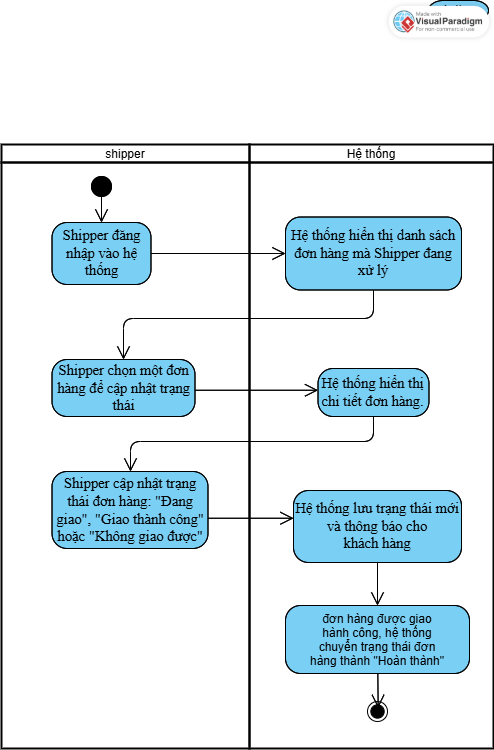 Made with
VisualParadigm
For non-commercial use
shipper
Hệ thống
Shipper đăng
nhập vào hệ
thống
Hệ thống hiển thị danh sách
đơn hàng mà Shipper đang
xử lý
Shipper chọn một đơn
hàng để cập nhật trạng
thái
Hệ thống hiển thị
chi tiết đơn hàng.
Shipper cập nhật trạng
thái đơn hàng: "Đang
giao", "Giao thành công"
hoặc "Không giao được"
Hệ thống lưu trạng thái mới
và thông báo cho
khách hàng
đơn hàng được giao
hành công, hệ thống
chuyển trạng thái đơn
hàng thành "Hoàn thành"